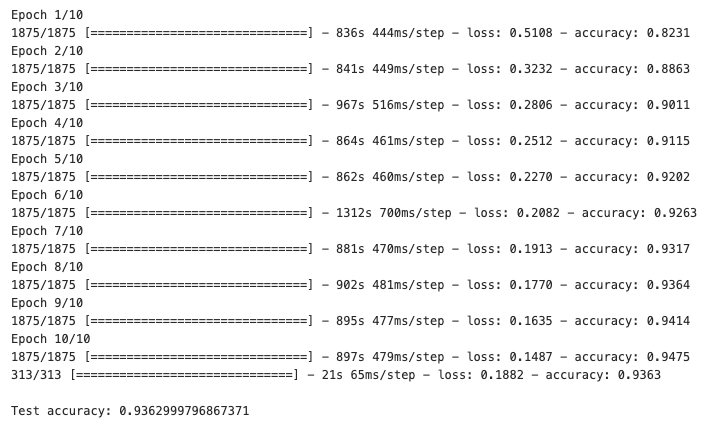 Epoch 1/10
1875/1875 [==============================] - 836s 444ms/step - loss: 0.5108 - accuracy: 0.8231
Epoch 2/10
1875/1875 [==============================] - 841s 449ms/step - loss: 0.3232 - accuracy: 0.8863
Epoch 3/10
1875/1875 [==============================] - 967s 516ms/step - loss: 0.2806 - accuracy: 0.9011
Epoch 4/10
1875/1875 [==============================] - 864s 461ms/step - loss: 0.2512 - accuracy: 0.9115
Epoch 5/10
1875/1875 [==============================] - 862s 460ms/step - loss: 0.2270 - accuracy: 0.9202
Epoch 6/10
1875/1875 [==============================] - 1312s 700ms/step - loss: 0.2082 - accuracy: 0.9263
Epoch 7/10
1875/1875 [==============================] - 881s 470ms/step - loss: 0.1913 - accuracy: 0.9317
Epoch 8/10
1875/1875 [==============================] - 902s 481ms/step - loss: 0.1770 - accuracy: 0.9364
Epoch 9/10
1875/1875 [==============================] - 895s 477ms/step - loss: 0.1635 - accuracy: 0.9414
Epoch 10/10
1875/1875 [==============================] - 897s 479ms/step - loss: 0.1487 - accuracy: 0.9475
313/313 [==============================] - 21s 65ms/step - loss: 0.1882 - accuracy: 0.9363
Test accuracy: 0.9362999796867371